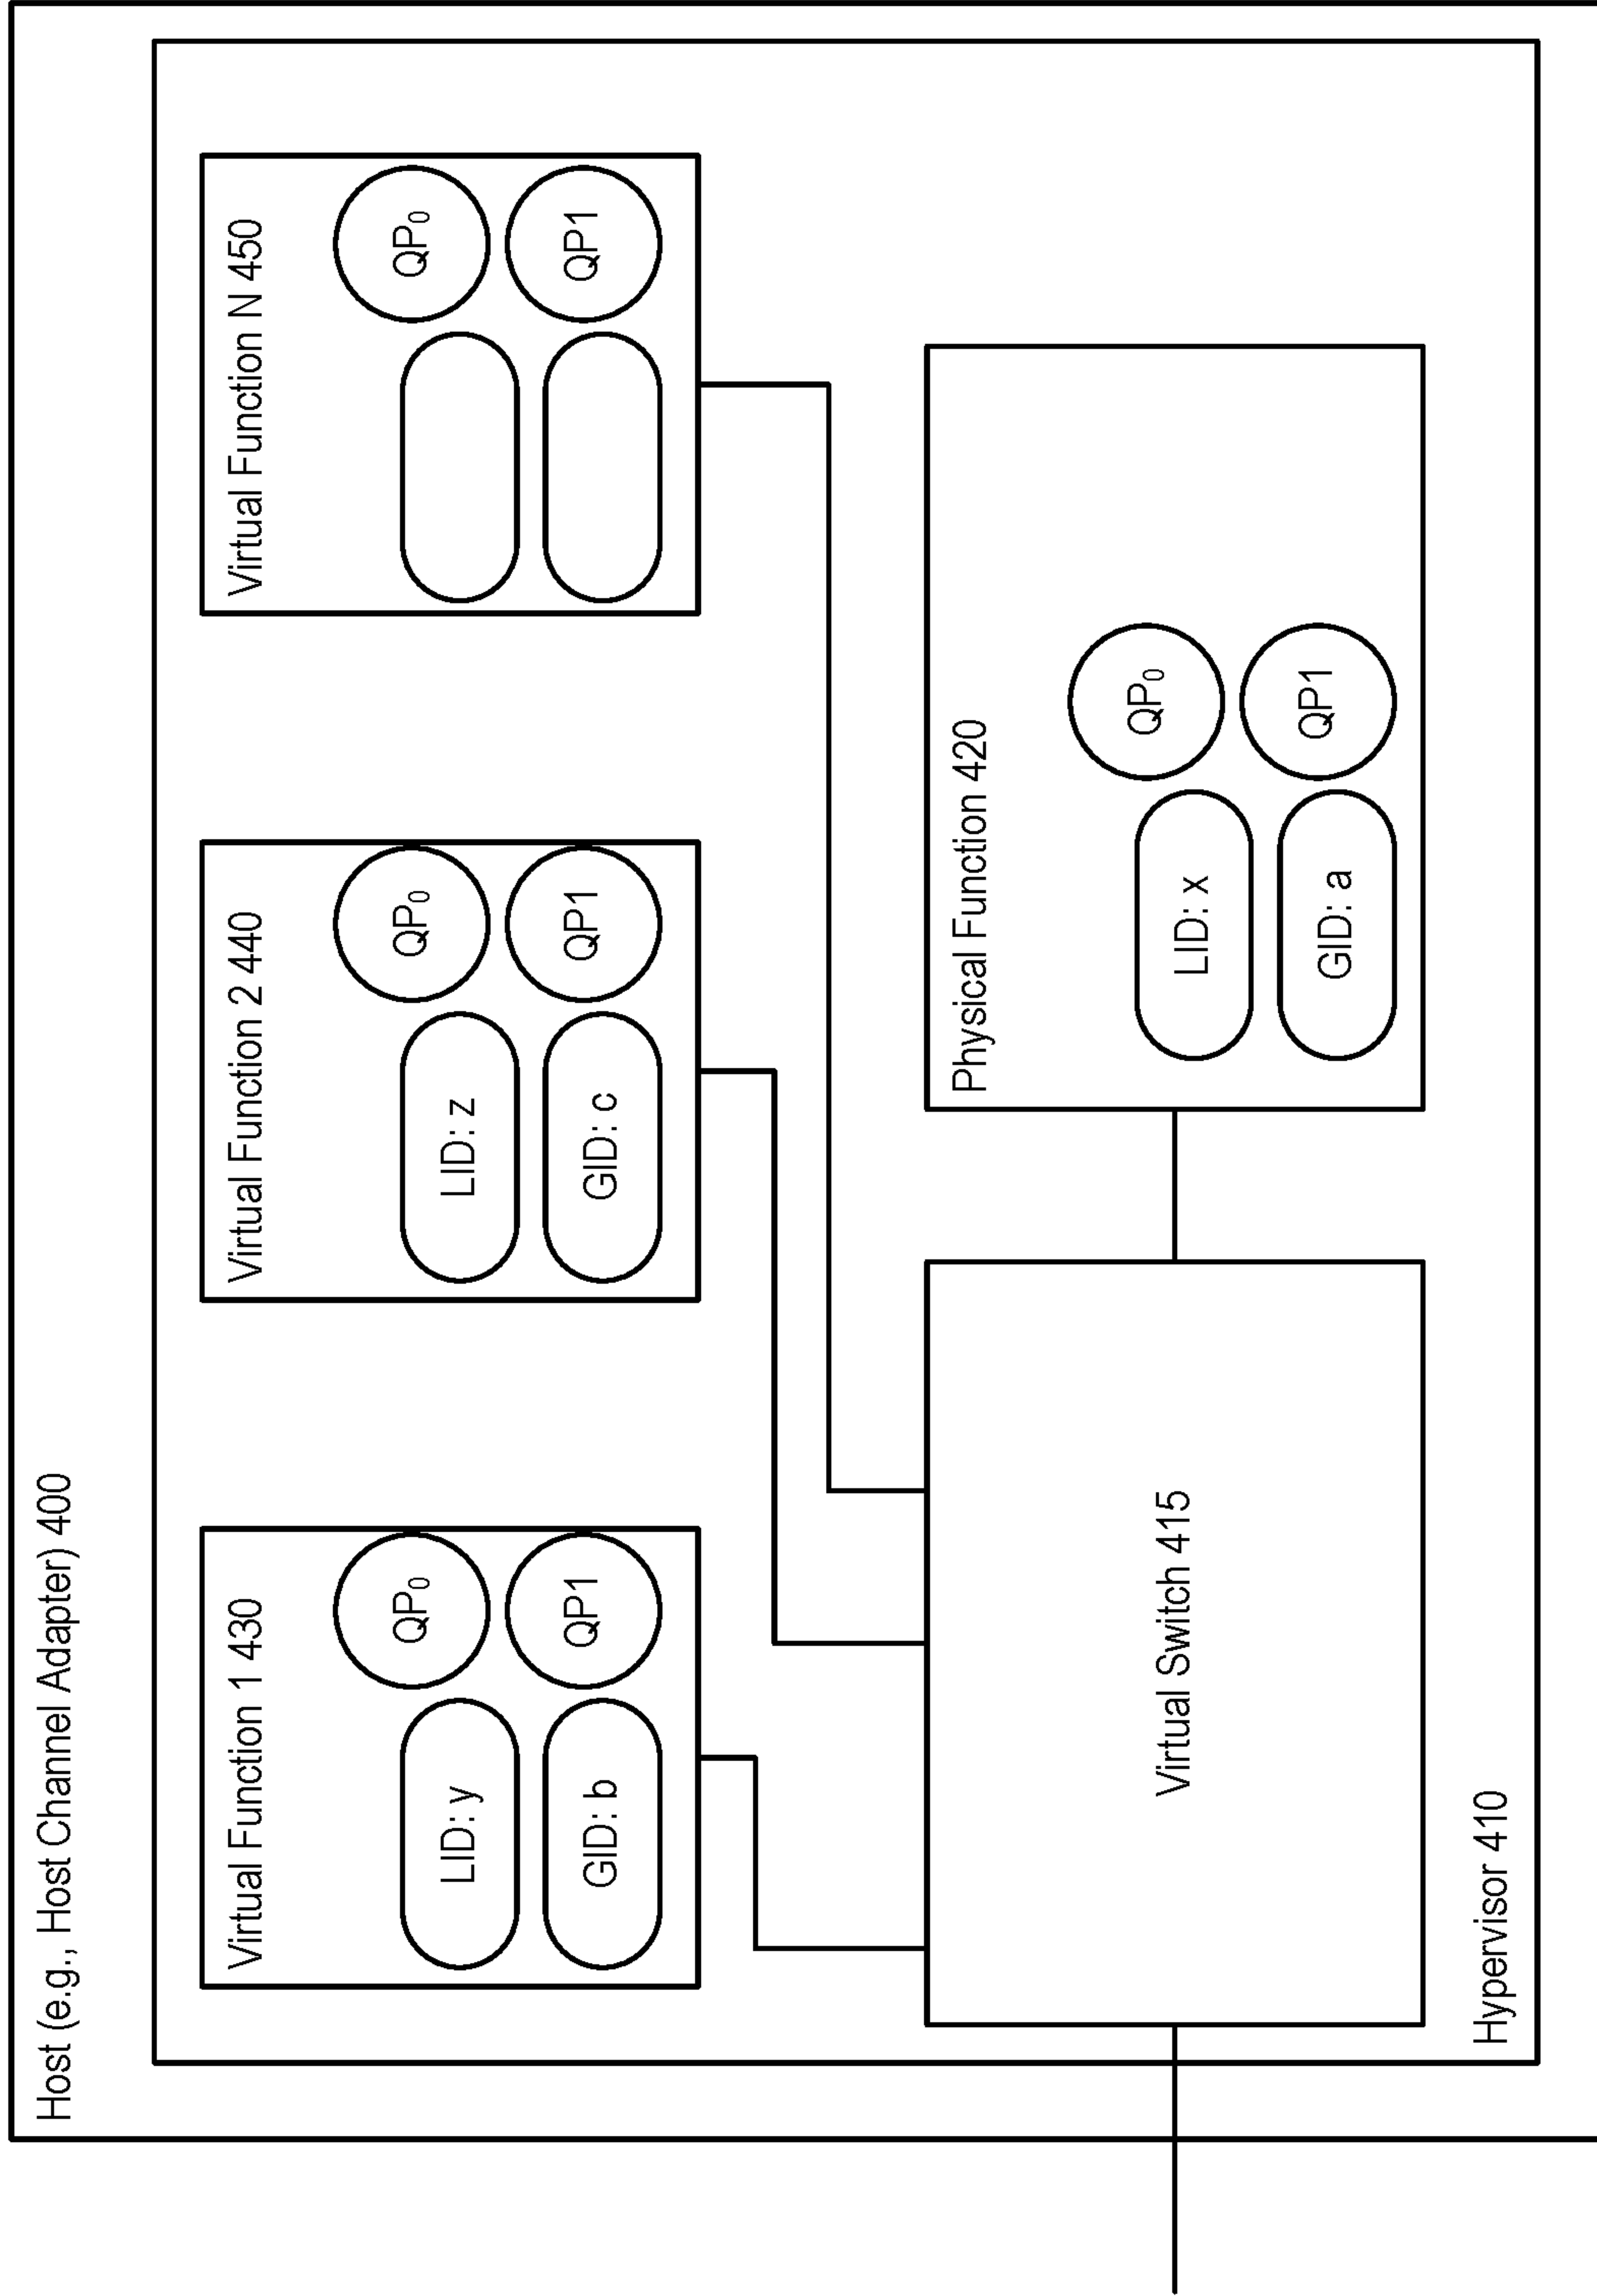 Host (e.g., Host Channel Adapter) 400
Virtual Function 1 430
QP0
LID: y
QP1
GID: b
Virtual Function 2 440
QP0
LID: z
QP1
GID: c
Virtual Function N 450
QP0
QP1
Virtual Switch 415
Physical Function 420
QP0
LID: x
QP1
GID: a
Hypervisor 410